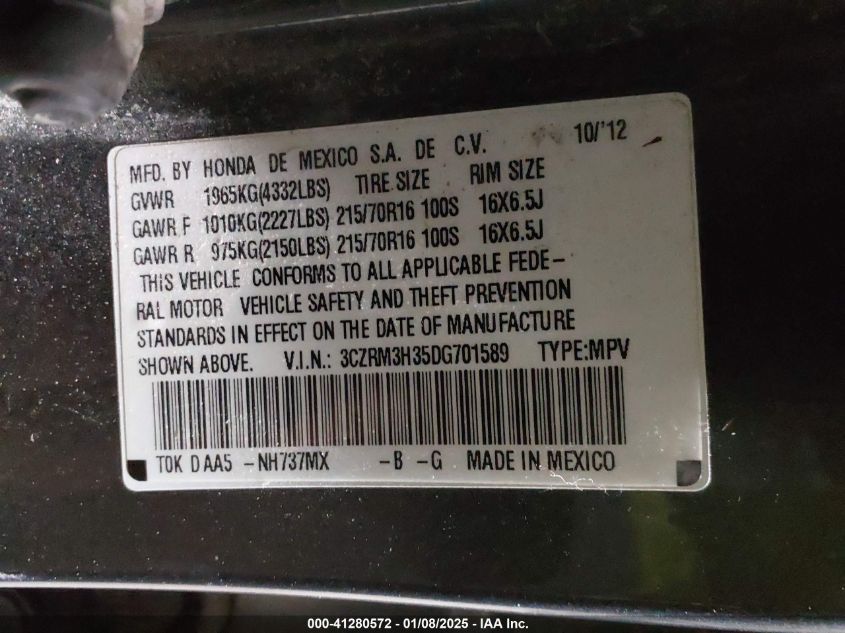 10/'12
MFD. BY HONDA DE MEXICO S.A. DE C.V.
GVWR 1965KG(4332LBS) TIRE SIZE RIM SIZE
GAWR F 1010KG(2227LBS) 215/70R16 100S 16X6.5J
GAWR R 975KG(2150LBS) 215/70R16 100S 16X6.5J
THIS VEHICLE CONFORMS TO ALL APPLICABLE FEDE-
RAL MOTOR VEHICLE SAFETY AND THEFT PREVENTION
STANDARDS IN EFFECT ON THE DATE OF MANUFACTURE
SHOWN ABOVE. V.I.N.: 3CZRM3H35DG701589 TYPE:MPV
T0K D AA5 -NH737MX -B -G MADE IN MEXICO
000-41280572 - 01/08/2025 - IAA Inc.